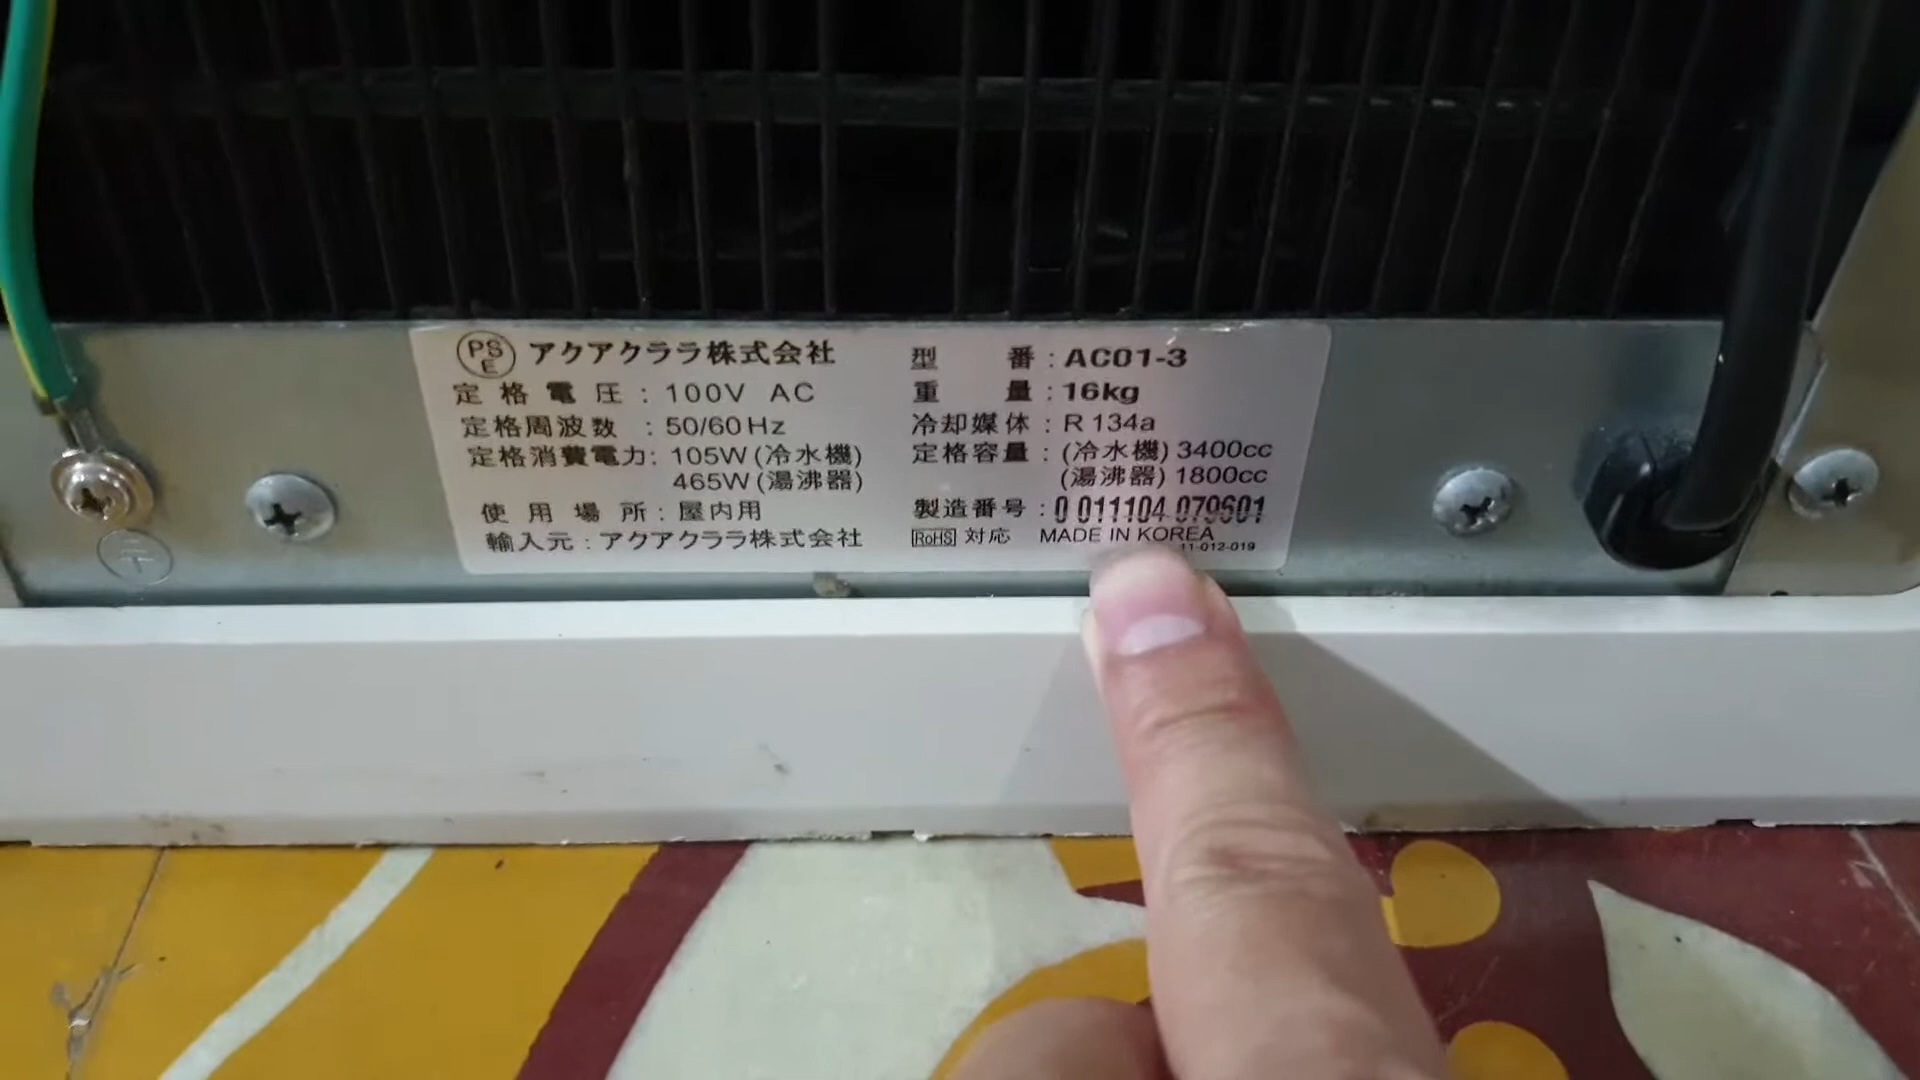 PSE アクアクララ株式会社
定格電圧 : 100V AC
定格周波数 : 50/60Hz
定格消費電力: 105W (冷水機)
465W (湯沸器)
使用場所 : 屋内用
輸入元 : アクアクララ株式会社
型番 : AC01-3
重量 : 16kg
冷却媒体 : R 134a
定格容量 : (冷水機) 3400cc
(湯沸器) 1800cc
製造番号 : 0 011104 079601
RoHS 対応 MADE IN KOREA
11-012-019